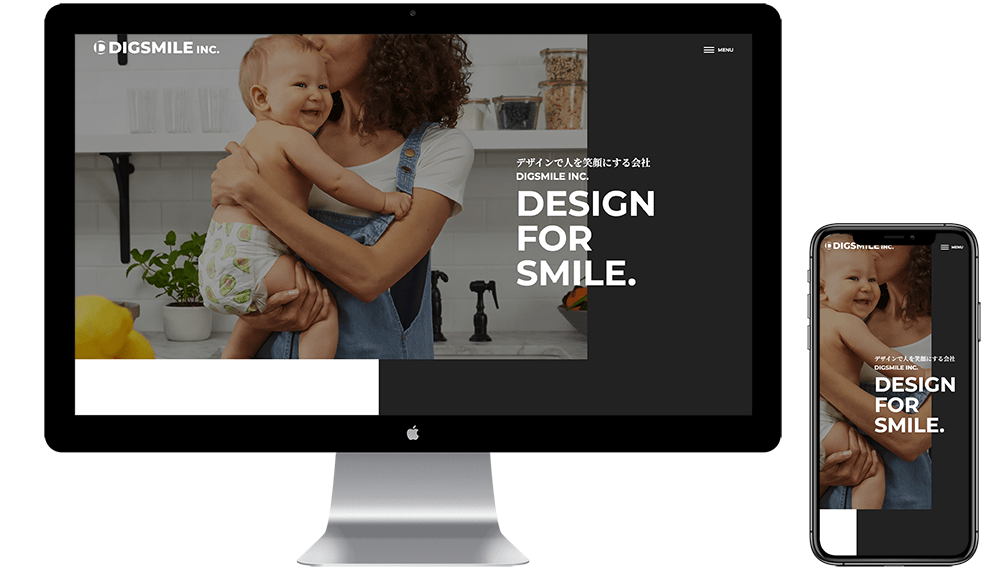 DIGSMILE INC.
MENU
デザインで人を笑顔にする会社
DIGSMILE INC.
DESIGN
FOR
SMILE.
DIGSMILE INC.
MENU
デザインで人を笑顔にする会社
DIGSMILE INC.
DESIGN
FOR
SMILE.